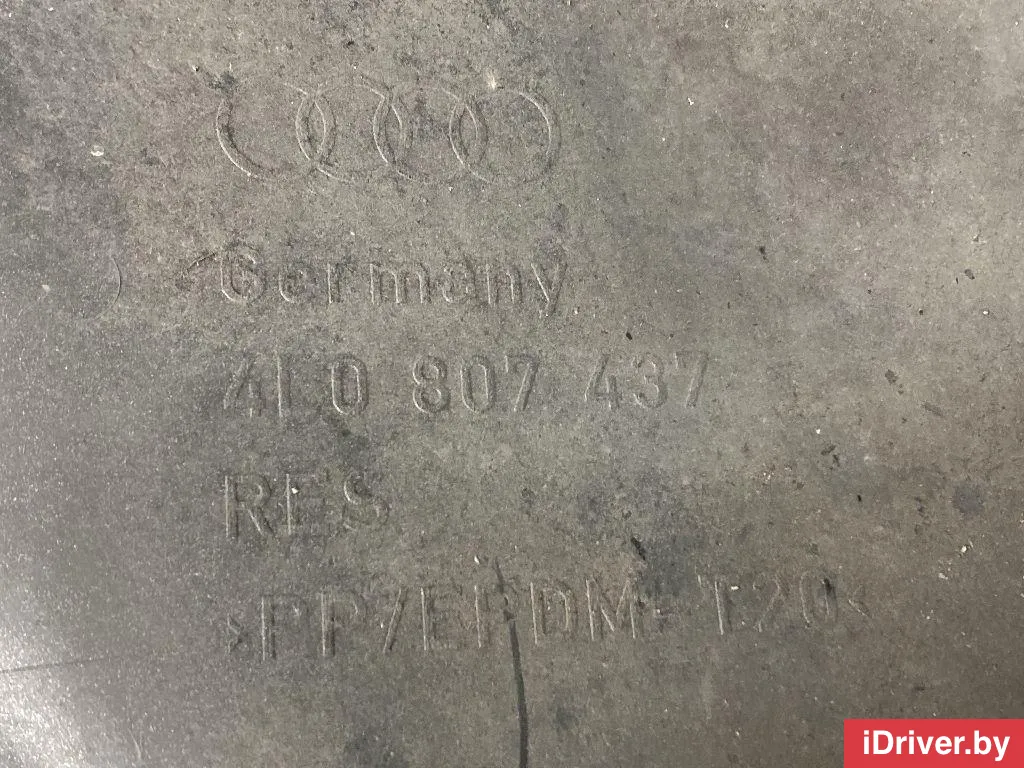 Germany
4L0 807 437
RES
>PP/EPDM-T20<
iDriver.by